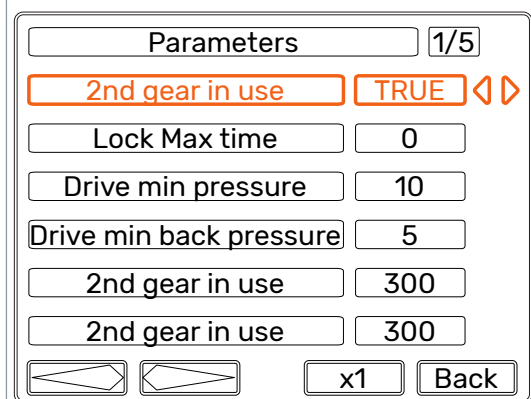 Parameters 1/5
2nd gear in use TRUE
Lock Max time 0
Drive min pressure 10
Drive min back pressure 5
2nd gear in use 300
2nd gear in use 300
x1 Back